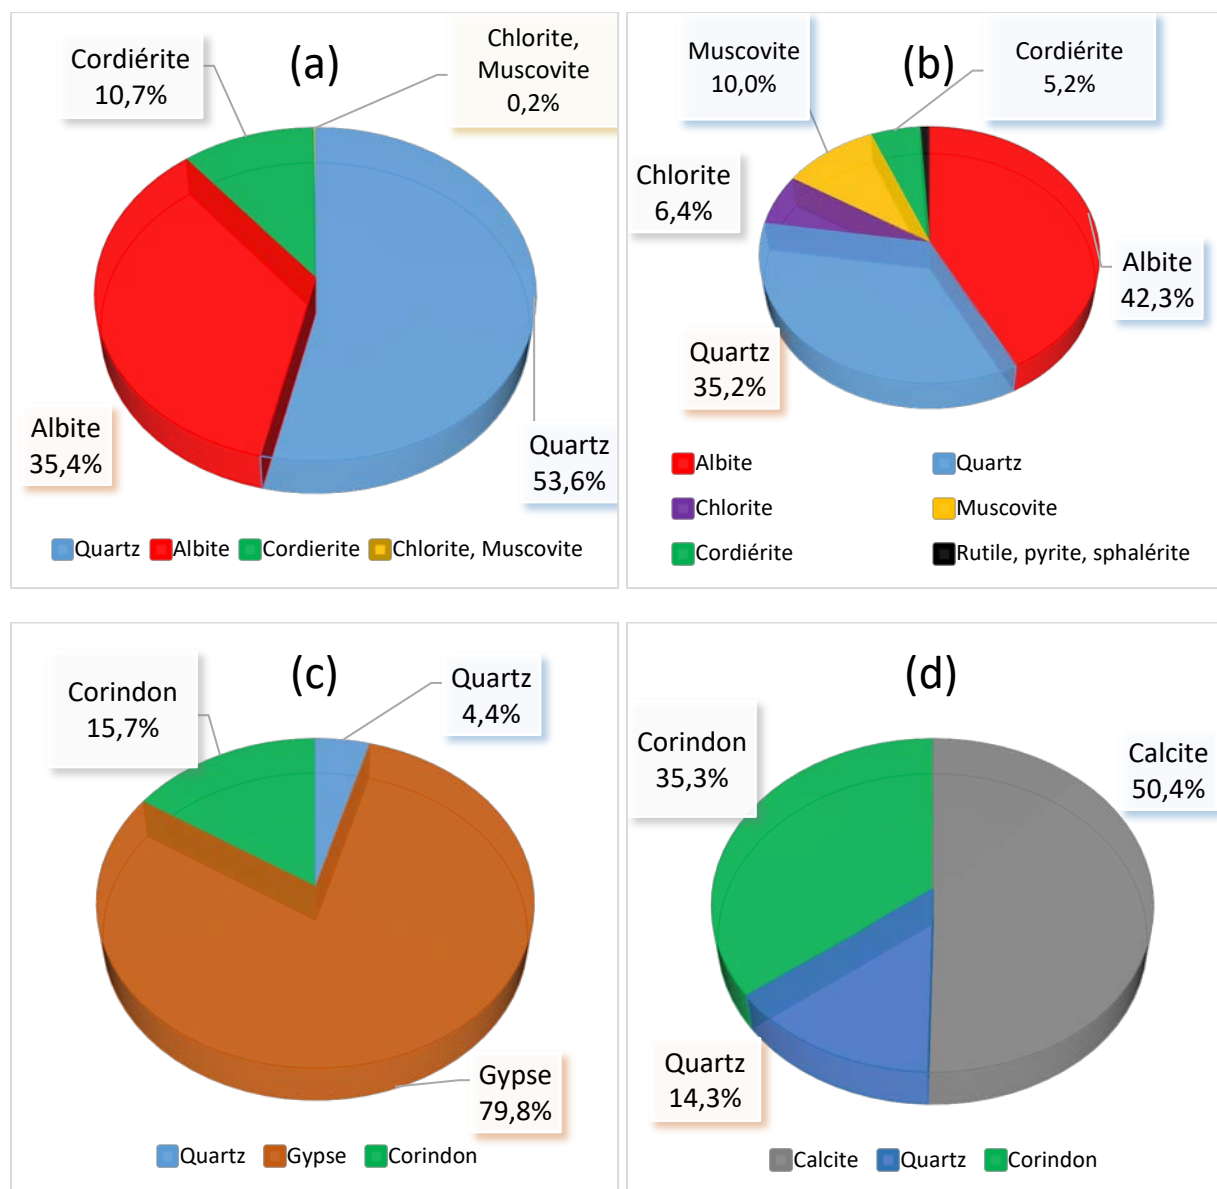 (a)
Cordiérite
10,7%
Chlorite,
Muscovite
0,2%
Albite
35,4%
Quartz
53,6%
Quartz Albite Cordierite Chlorite, Muscovite
(b)
Muscovite
10,0%
Cordiérite
5,2%
Chlorite
6,4%
Albite
42,3%
Quartz
35,2%
Albite Quartz
Chlorite Muscovite
Cordiérite Rutile, pyrite, sphalérite
(c)
Corindon
15,7%
Quartz
4,4%
Gypse
79,8%
Quartz Gypse Corindon
(d)
Corindon
35,3%
Calcite
50,4%
Quartz
14,3%
Calcite Quartz Corindon